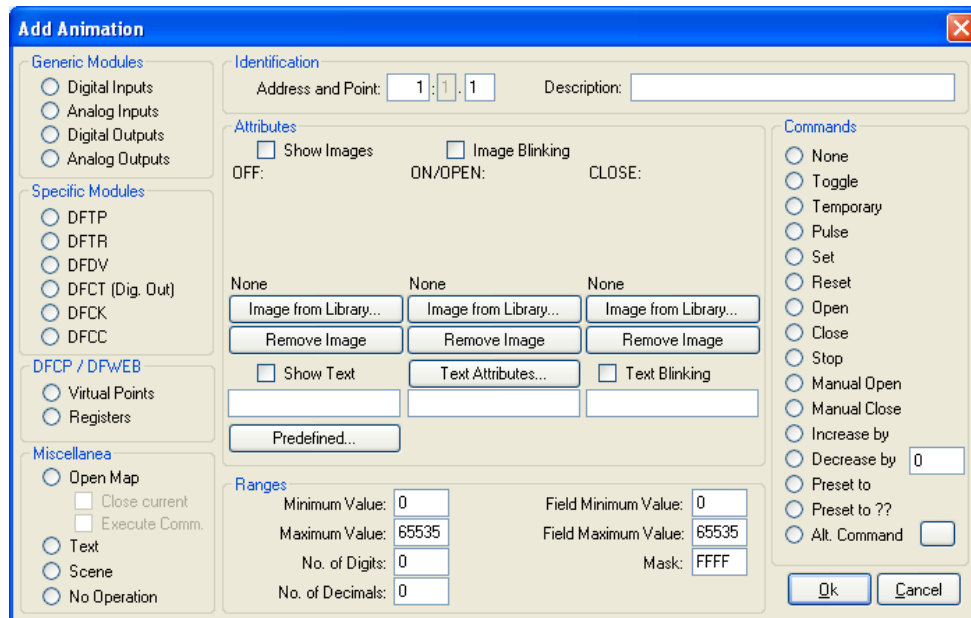 Add Animation
Generic Modules
Digital Inputs
Analog Inputs
Digital Outputs
Analog Outputs
Specific Modules
DFTP
DFTR
DFDV
DFCT (Dig. Out)
DFCK
DFCC
DFCP / DFWEB
Virtual Points
Registers
Miscellanea
Open Map
Close current
Execute Comm.
Text
Scene
No Operation
Identification
Address and Point: 1 : 1 . 1 Description:
Attributes
Show Images Image Blinking
OFF: ON/OPEN: CLOSE:
None None None
Image from Library... Image from Library... Image from Library...
Remove Image Remove Image Remove Image
Show Text Text Attributes... Text Blinking
Predefined...
Ranges
Minimum Value: 0 Field Minimum Value: 0
Maximum Value: 65535 Field Maximum Value: 65535
No. of Digits: 0 Mask: FFFF
No. of Decimals: 0
Commands
None
Toggle
Temporary
Pulse
Set
Reset
Open
Close
Stop
Manual Open
Manual Close
Increase by
Decrease by 0
Preset to
Preset to ??
Alt. Command
Ok Cancel